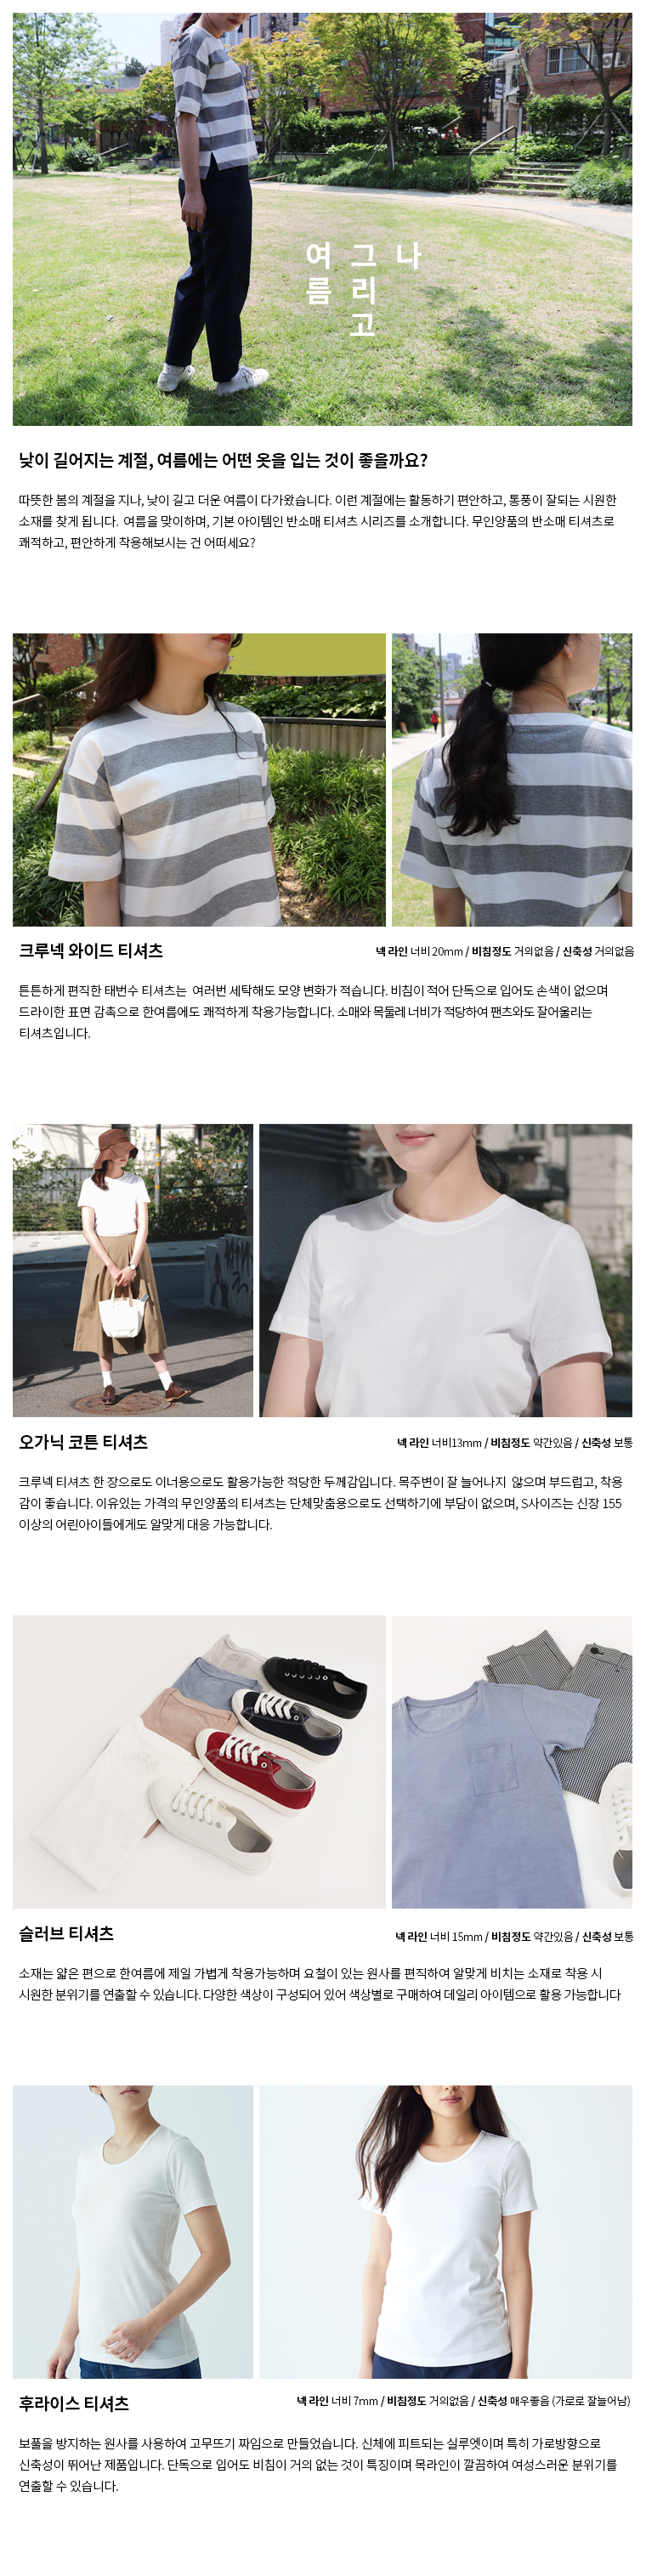 나
그리고
여름
낮이 길어지는 계절, 여름에는 어떤 옷을 입는 것이 좋을까요?
따뜻한 봄의 계절을 지나, 낮이 길고 더운 여름이 다가왔습니다. 이런 계절에는 활동하기 편안하고, 통풍이 잘되는 시원한
소재를 찾게 됩니다. 여름을 맞이하며, 기본 아이템인 반소매 티셔츠 시리즈를 소개합니다. 무인양품의 반소매 티셔츠로
쾌적하고, 편안하게 착용해보시는 건 어떠세요?
크루넥 와이드 티셔츠
넥 라인 너비 20mm / 비침정도 거의없음 / 신축성 거의없음
튼튼하게 편직한 태번수 티셔츠는 여러번 세탁해도 모양 변화가 적습니다. 비침이 적어 단독으로 입어도 손색이 없으며
드라이한 표면 감촉으로 한여름에도 쾌적하게 착용가능합니다. 소매와 목둘레 너비가 적당하여 팬츠와도 잘어울리는
티셔츠입니다.
오가닉 코튼 티셔츠
넥 라인 너비13mm / 비침정도 약간있음 / 신축성 보통
크루넥 티셔츠 한 장으로도 이너용으로도 활용가능한 적당한 두께감입니다. 목주변이 잘 늘어나지 않으며 부드럽고, 착용
감이 좋습니다. 이유있는 가격의 무인양품의 티셔츠는 단체맞춤용으로도 선택하기에 부담이 없으며, S사이즈는 신장 155
이상의 어린아이들에게도 알맞게 대응 가능합니다.
슬러브 티셔츠
넥 라인 너비 15mm / 비침정도 약간있음 / 신축성 보통
소재는 얇은 편으로 한여름에 제일 가볍게 착용가능하며 요철이 있는 원사를 편직하여 알맞게 비치는 소재로 착용 시
시원한 분위기를 연출할 수 있습니다. 다양한 색상이 구성되어 있어 색상별로 구매하여 데일리 아이템으로 활용 가능합니다
후라이스 티셔츠
넥 라인 너비 7mm / 비침정도 거의없음 / 신축성 매우좋음 (가로로 잘늘어남)
보풀을 방지하는 원사를 사용하여 고무뜨기 짜임으로 만들었습니다. 신체에 피트되는 실루엣이며 특히 가로방향으로
신축성이 뛰어난 제품입니다. 단독으로 입어도 비침이 거의 없는 것이 특징이며 목라인이 깔끔하여 여성스러운 분위기를
연출할 수 있습니다.